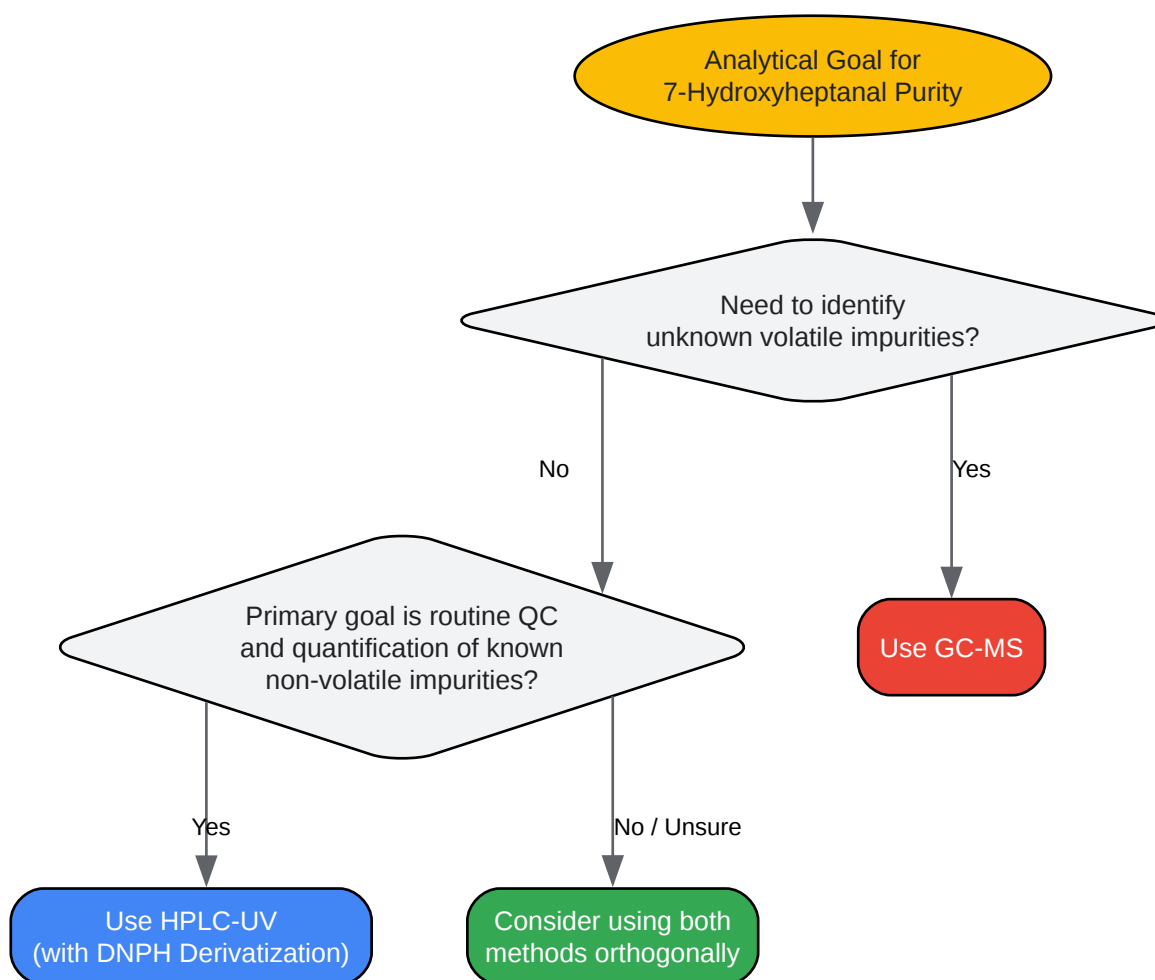 Analytical Goal for
7-Hydroxyheptanal Purity
Need to identify
unknown volatile impurities?
No
Yes
Primary goal is routine QC
and quantification of known
non-volatile impurities?
Use GC-MS
Yes
No / Unsure
Use HPLC-UV
(with DNPH Derivatization)
Consider using both
methods orthogonally